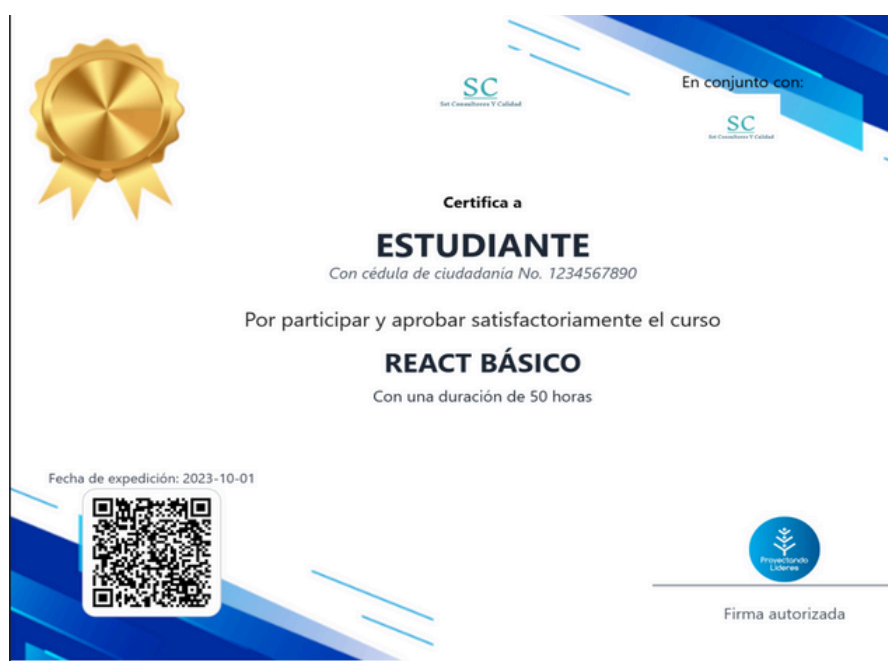 SC
Sst Consultores Y Calidad
En conjunto con:
SC
Sst Consultores Y Calidad
Certifica a
ESTUDIANTE
Con cédula de ciudadanía No. 1234567890
Por participar y aprobar satisfactoriamente el curso
REACT BÁSICO
Con una duración de 50 horas
Fecha de expedición: 2023-10-01
Proyectando
Líderes
Firma autorizada